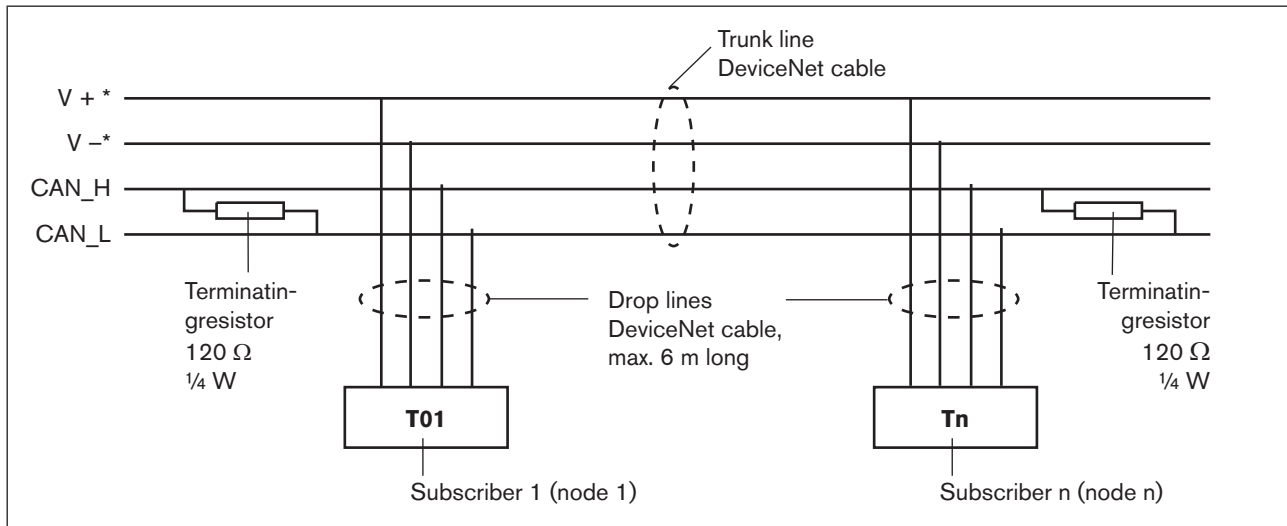 Trunk line
DeviceNet cable
V + *
V –*
CAN_H
CAN_L
Terminatin-
gresistor
120 Ω
¼ W
Drop lines
DeviceNet cable,
max. 6 m long
Terminatin-
gresistor
120 Ω
¼ W
T01
Tn
Subscriber 1 (node 1)
Subscriber n (node n)